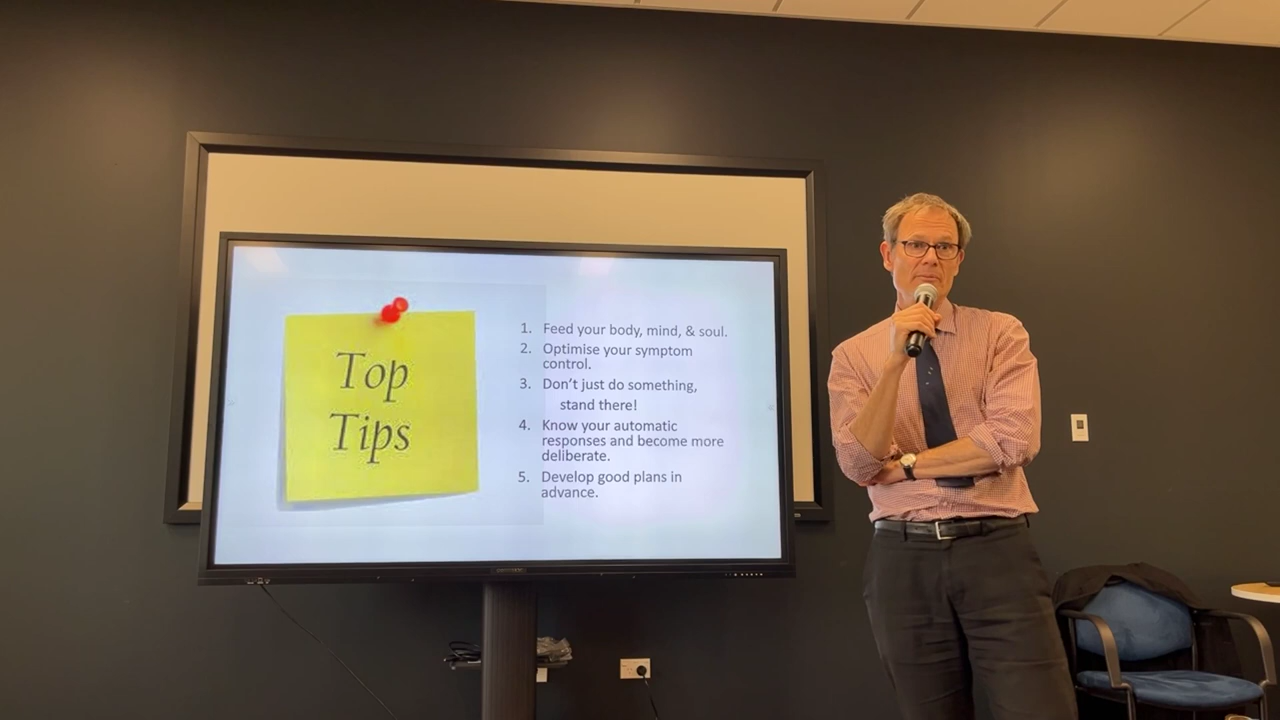 Top
Tips
1. Feed your body, mind, & soul.
2. Optimise your symptom
control.
3. Don't just do something,
stand there!
4. Know your automatic
responses and become more
deliberate.
5. Develop good plans in
advance.